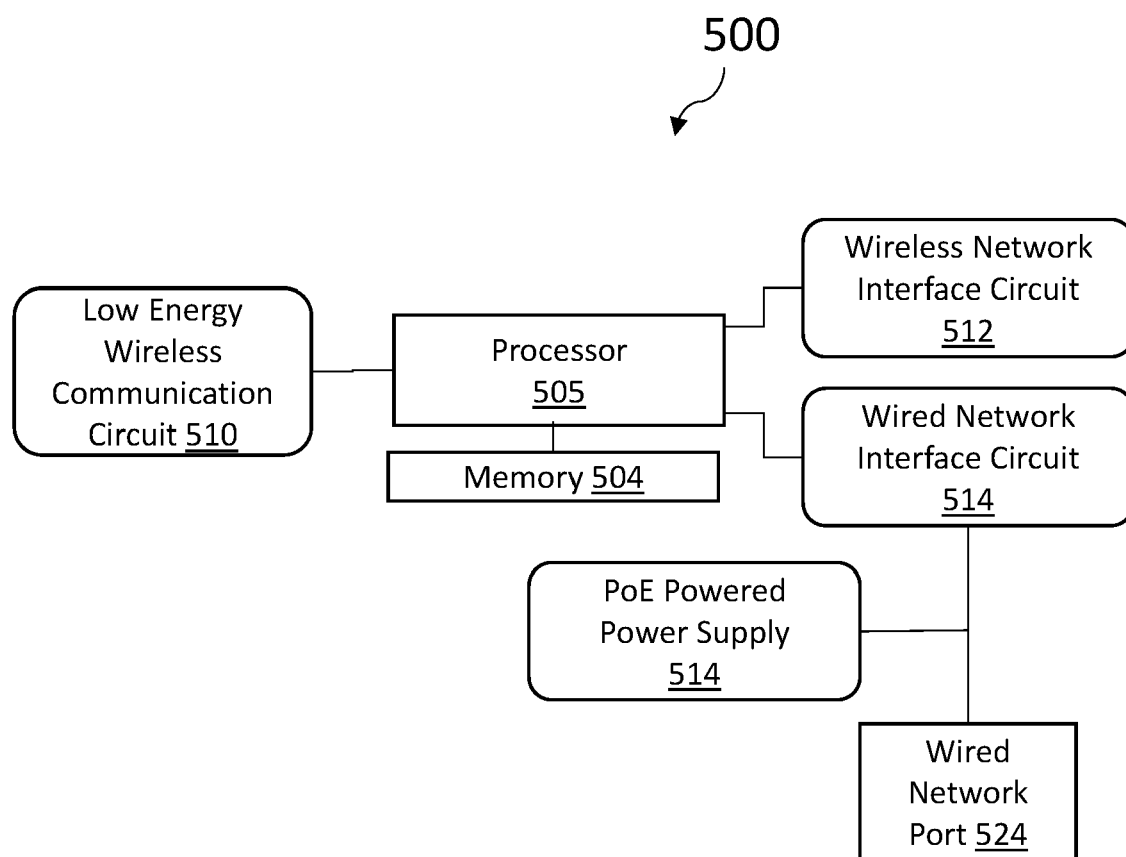 500
Low Energy
Wireless
Communication
Circuit 510
Processor
505
Memory 504
Wireless Network
Interface Circuit
512
Wired Network
Interface Circuit
514
PoE Powered
Power Supply
514
Wired
Network
Port 524